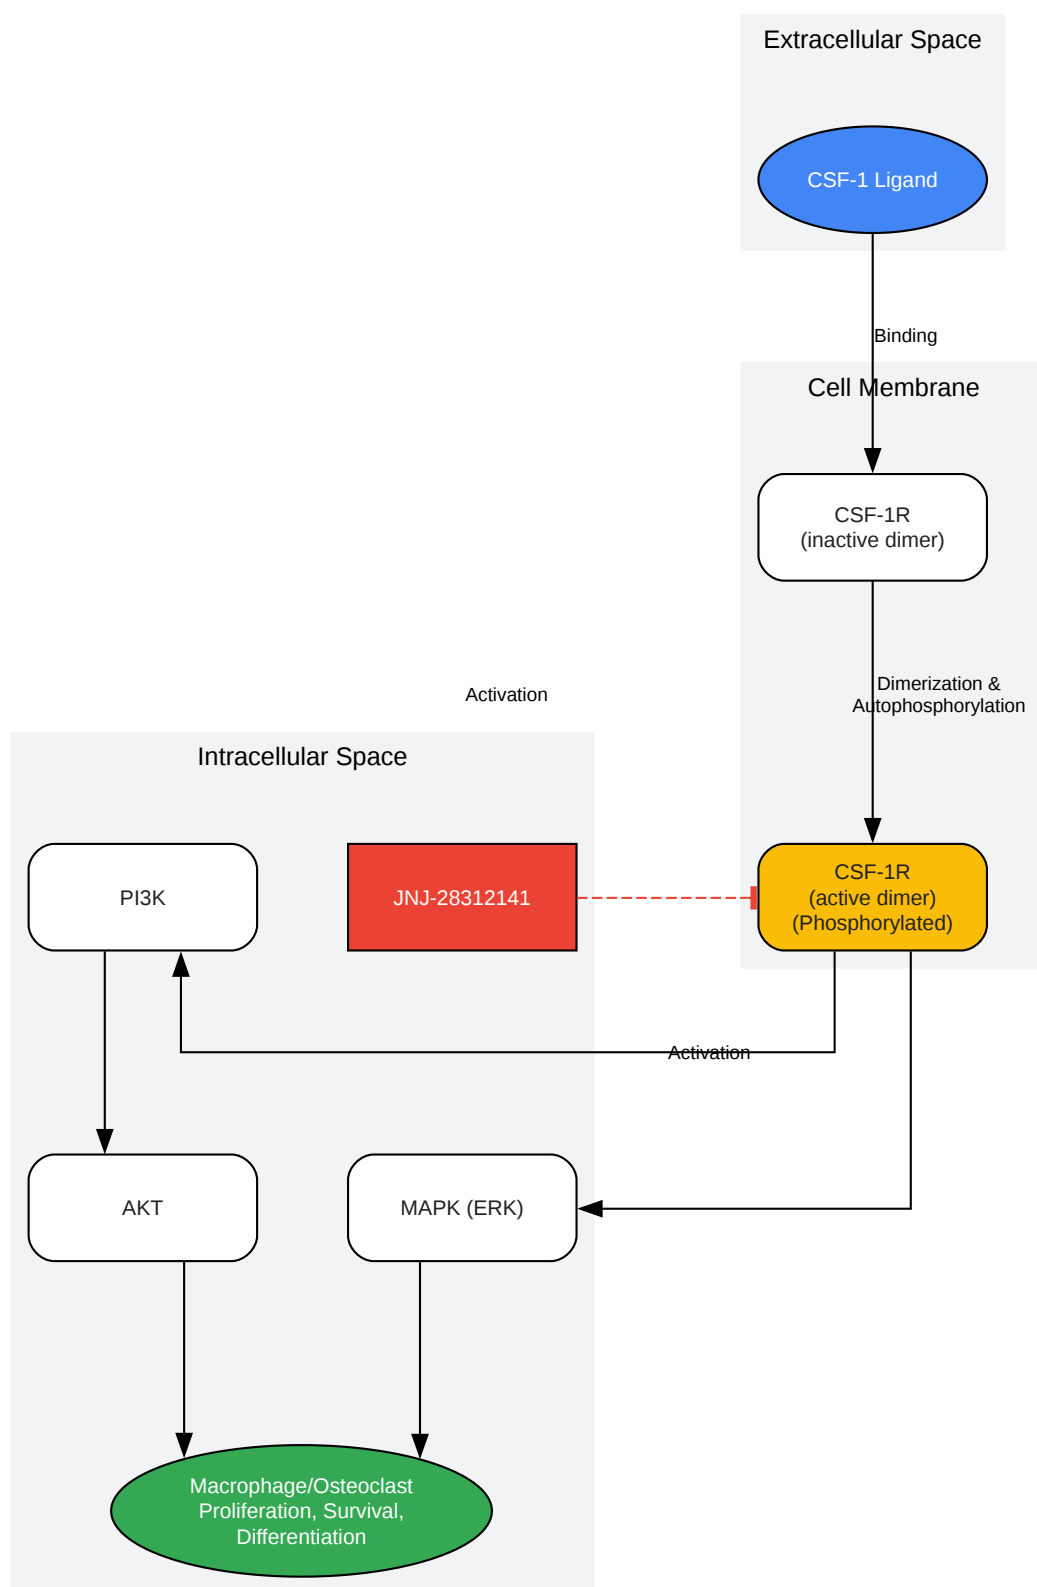 Extracellular Space
CSF-1 Ligand
Binding
Cell Membrane
CSF-1R
(inactive dimer)
Dimerization &
Autophosphorylation
Activation
Intracellular Space
PI3K
JNJ-28312141
CSF-1R
(active dimer)
(Phosphorylated)
Activation
AKT
MAPK (ERK)
Macrophage/Osteoclast
Proliferation, Survival,
Differentiation